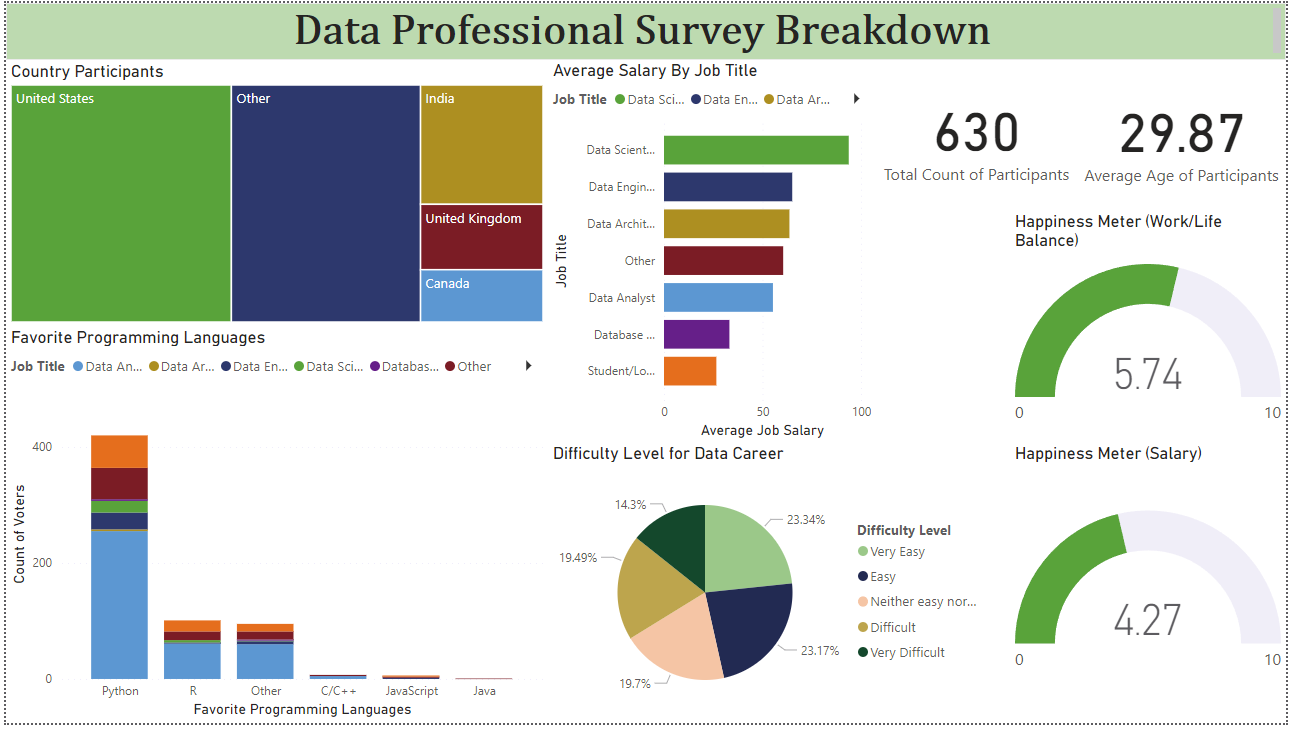 Data Professional Survey Breakdown
Country Participants
United States
Other
India
United Kingdom
Canada
Average Salary By Job Title
Job Title Data Sci... Data En... Data Ar...
Job Title
Data Scient...
Data Engin...
Data Archit...
Other
Data Analyst
Database ...
Student/Lo...
0 50 100
Average Job Salary
630
Total Count of Participants
29.87
Average Age of Participants
Happiness Meter (Work/Life
Balance)
5.74
0 10
Favorite Programming Languages
Job Title Data An... Data Ar... Data En... Data Sci... Databas... Other
Count of Voters
400
200
0
Python R Other C/C++ JavaScript Java
Favorite Programming Languages
Difficulty Level for Data Career
14.3%
23.34%
19.49%
23.17%
19.7%
Difficulty Level
Very Easy
Easy
Neither easy nor...
Difficult
Very Difficult
Happiness Meter (Salary)
4.27
0 10